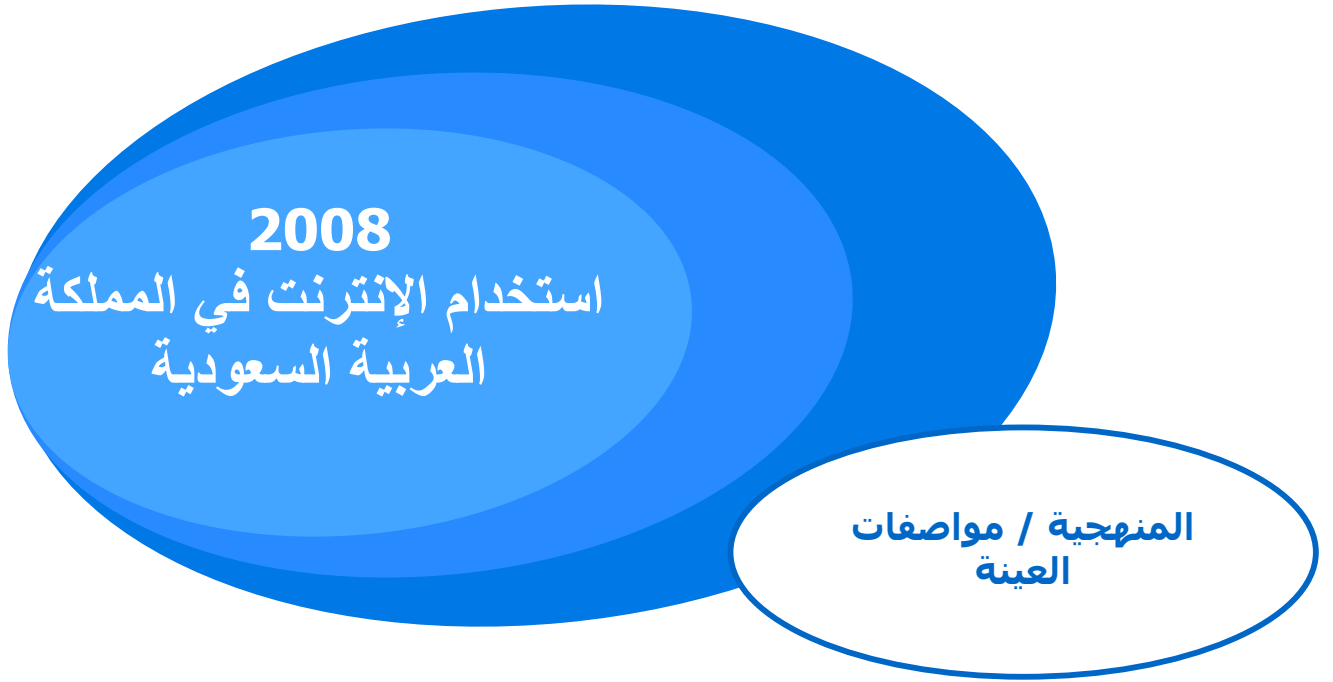 2008
استخدام الإنترنت في المملكة
العربية السعودية
المنهجية / مواصفات
العينة